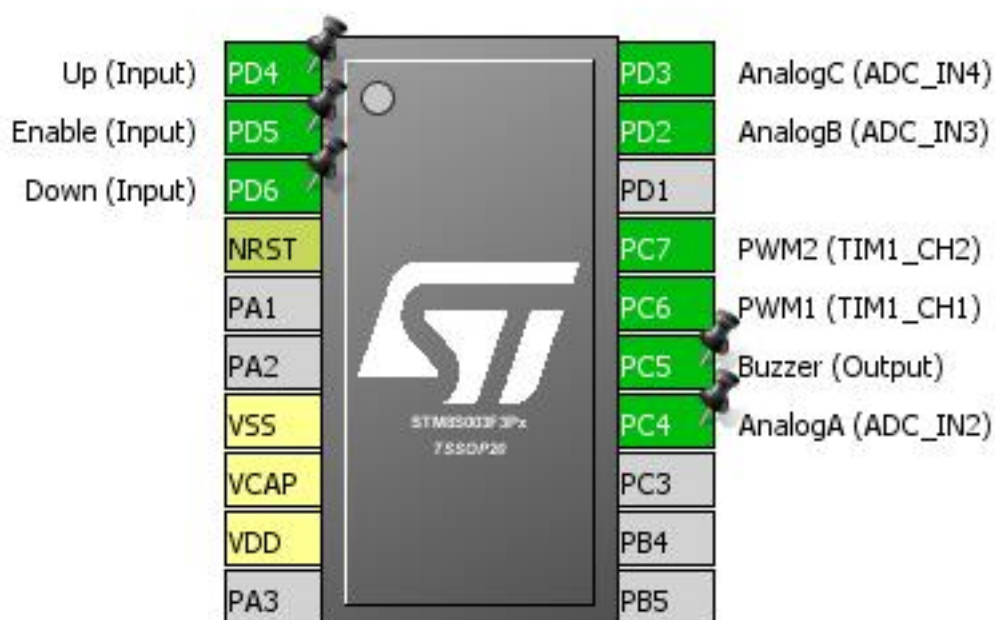 Up (Input) PD4 PD3 AnalogC (ADC_IN4)
Enable (Input) PD5 PD2 AnalogB (ADC_IN3)
Down (Input) PD6 PD1
NRST PC7 PWM2 (TIM1_CH2)
PA1 PC6 PWM1 (TIM1_CH1)
PA2 PC5 Buzzer (Output)
VSS STM8S003F3Px PC4 AnalogA (ADC_IN2)
TSSOP20
VCAP PC3
VDD PB4
PA3 PB5